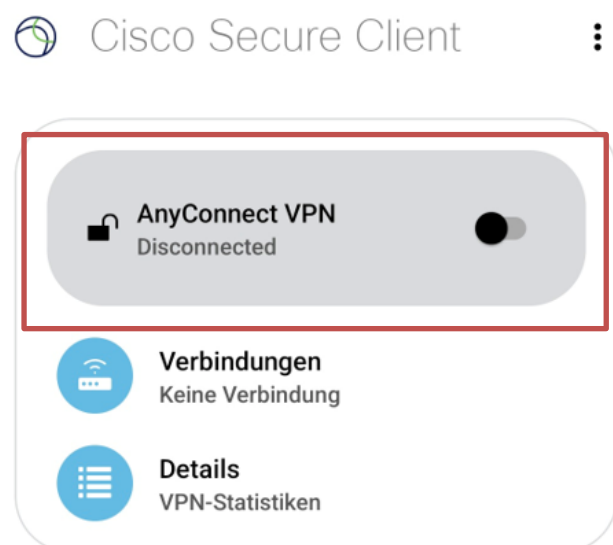 Cisco Secure Client
AnyConnect VPN
Disconnected
Verbindungen
Keine Verbindung
Details
VPN-Statistiken